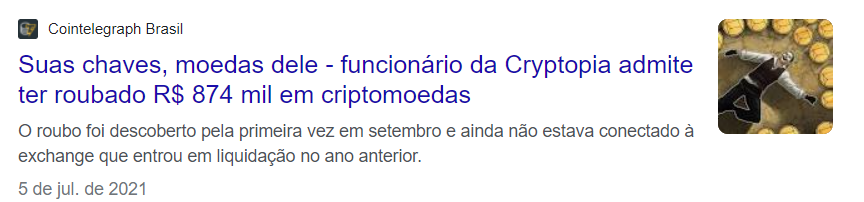 Cointelegraph Brasil
Suas chaves, moedas dele - funcionário da Cryptopia admite
ter roubado R$ 874 mil em criptomoedas
O roubo foi descoberto pela primeira vez em setembro e ainda não estava conectado à
exchange que entrou em liquidação no ano anterior.
5 de jul. de 2021